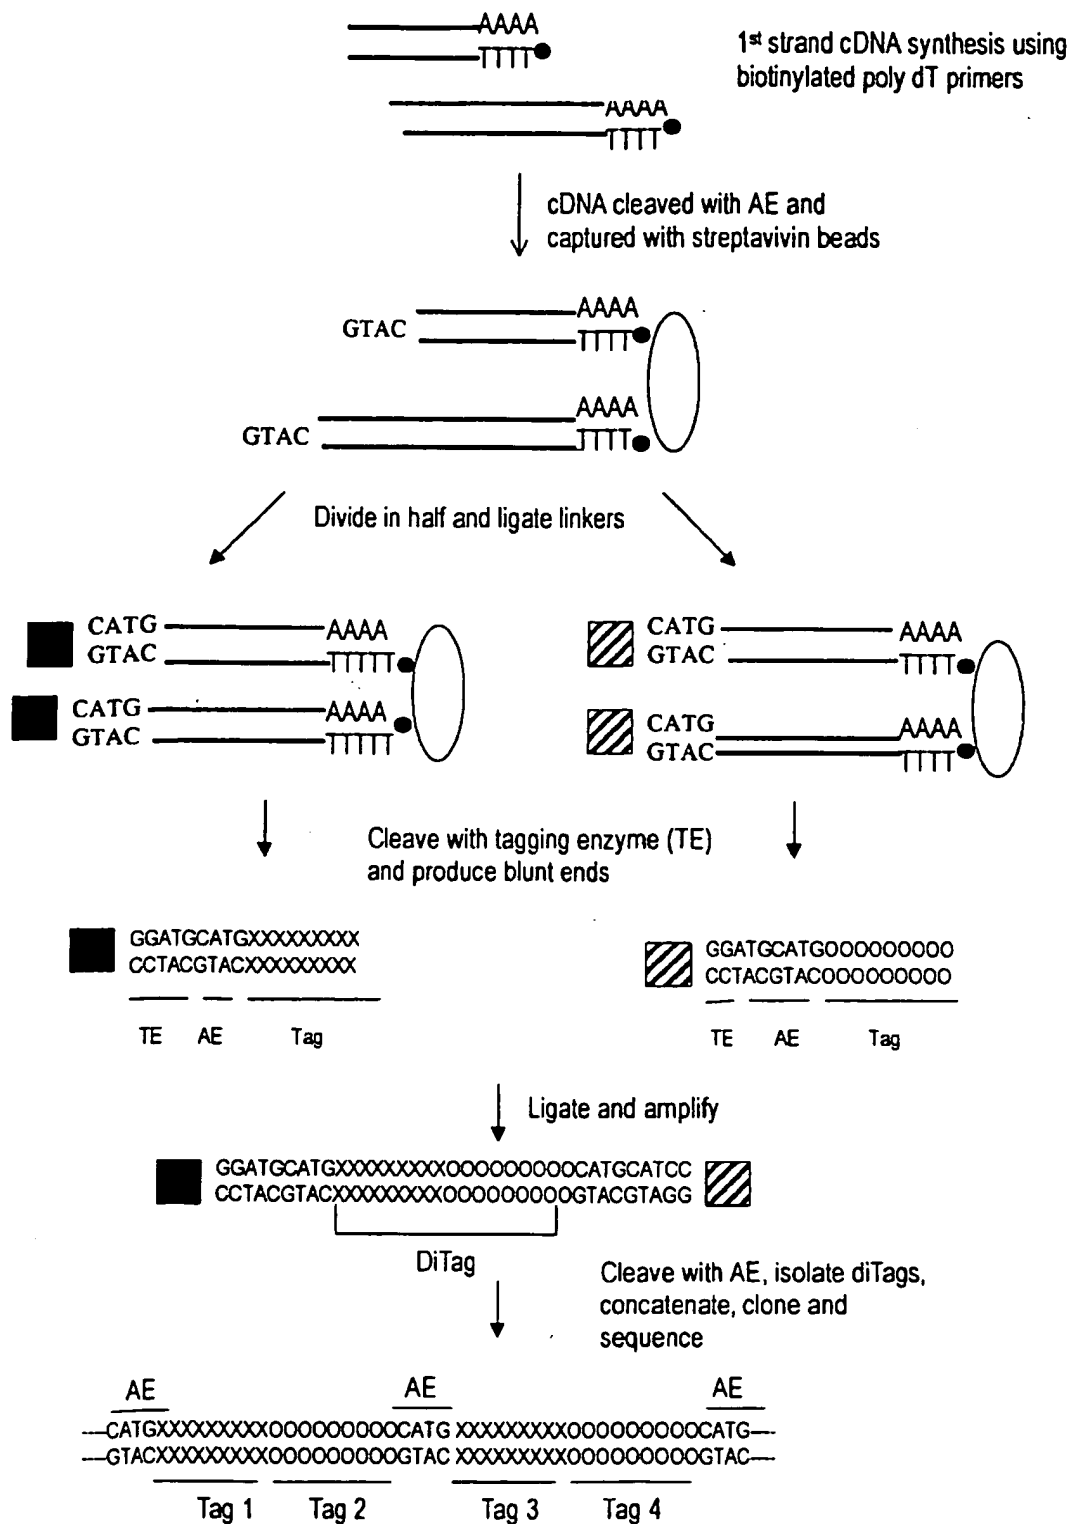 AAAA
TTTT
1st strand cDNA synthesis using
biotinylated poly dT primers
AAAA
TTTT
cDNA cleaved with AE and
captured with streptavivin beads
AAAA
GTAC
TTTT
AAAA
GTAC
TTTT
Divide in half and ligate linkers
CATG AAAA
GTAC TTTTT
CATG AAAA
GTAC TTTTT
CATG AAAA
GTAC TTTT
CATG AAAA
GTAC TTTT
Cleave with tagging enzyme (TE)
and produce blunt ends
GGATGCATGXXXXXXXXX
CCTACGTACXXXXXXXXX
TE AE Tag
GGATGCATGOOOOOOOOO
CCTACGTACOOOOOOOOO
TE AE Tag
Ligate and amplify
GGATGCATGXXXXXXXXXOOOOOOOOOCATGCATCC
CCTACGTACXXXXXXXXXOOOOOOOOOGTACGTAGG
DiTag
Cleave with AE, isolate diTags,
concatenate, clone and
sequence
AE AE AE
—CATGXXXXXXXXXOOOOOOOOOCATG XXXXXXXXXOOOOOOOOOCATG—
—GTACXXXXXXXXXOOOOOOOOOGTAC XXXXXXXXXOOOOOOOOOGTAC—
Tag 1 Tag 2 Tag 3 Tag 4